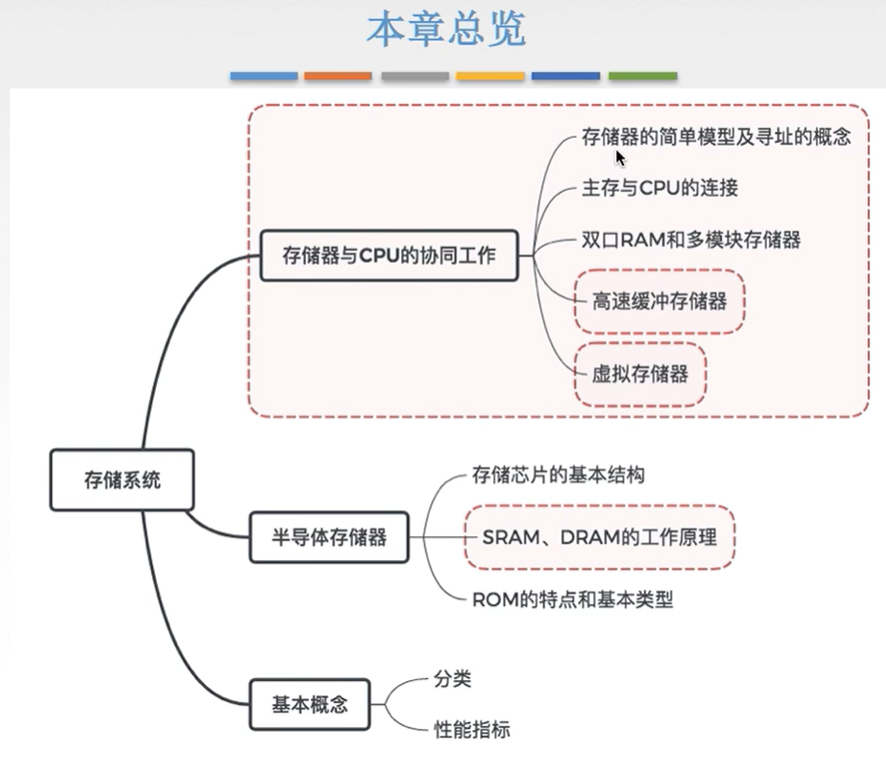 本章总览
存储器的简单模型及寻址的概念
主存与CPU的连接
双口RAM和多模块存储器
存储器与CPU的协同工作
高速缓冲存储器
虚拟存储器
存储系统
存储芯片的基本结构
半导体存储器
SRAM、DRAM的工作原理
ROM的特点和基本类型
分类
基本概念
性能指标